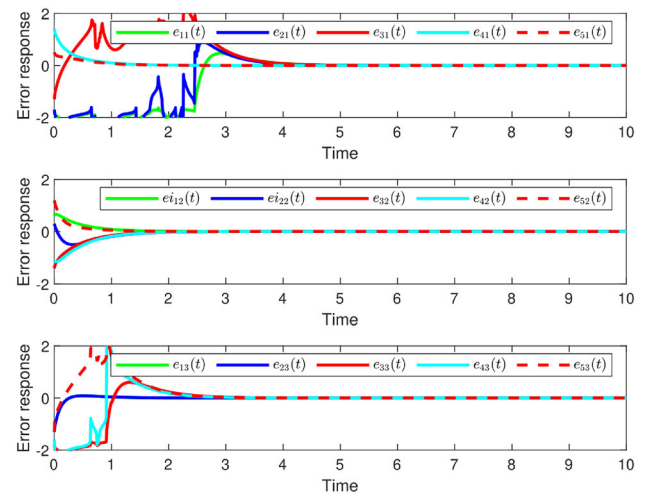 2
0
-2
Error response
e11(t) e21(t) e31(t) e41(t) e51(t)
0 1 2 3 4 5 6 7 8 9 10
Time
2
0
-2
Error response
ei12(t) ei22(t) e32(t) e42(t) e52(t)
0 1 2 3 4 5 6 7 8 9 10
Time
2
0
-2
Error response
e13(t) e23(t) e33(t) e43(t) e53(t)
0 1 2 3 4 5 6 7 8 9 10
Time